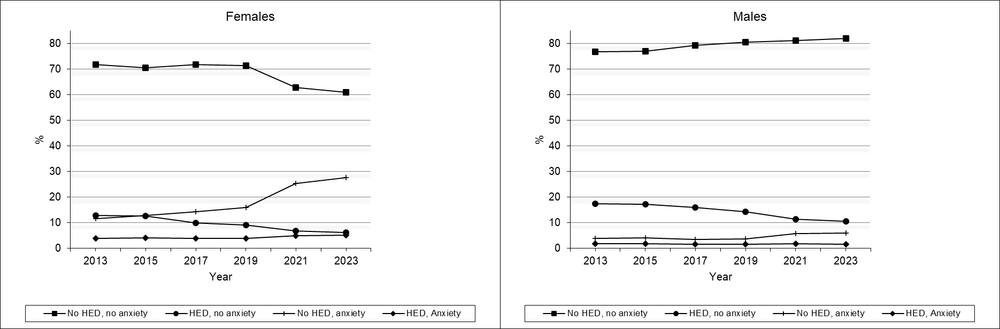 Females
80
70
60
50
40
30
20
10
0
%
2013 2015 2017 2019 2021 2023
Year
No HED, no anxiety HED, no anxiety No HED, anxiety HED, Anxiety
Males
80
70
60
50
40
30
20
10
0
%
2013 2015 2017 2019 2021 2023
Year
No HED, no anxiety HED, no anxiety No HED, anxiety HED, Anxiety